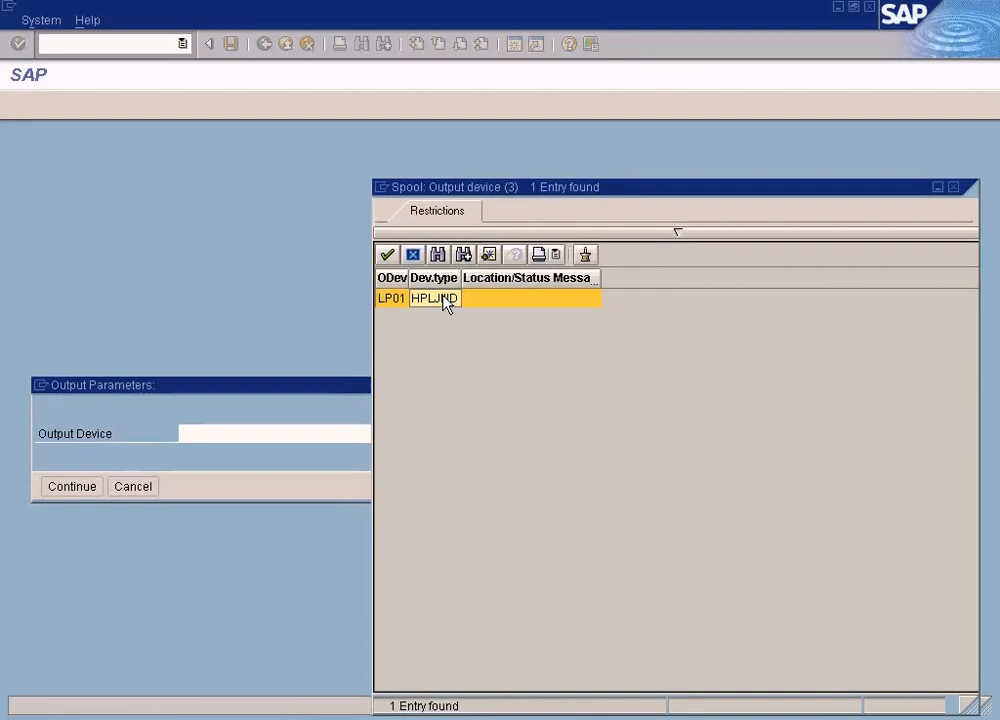 System Help
SAP
SAP
Spool: Output device (3) 1 Entry found
Restrictions
ODev Dev.type Location/Status Messa...
LP01
Output Parameters:
Output Device
Continue Cancel
1 Entry found